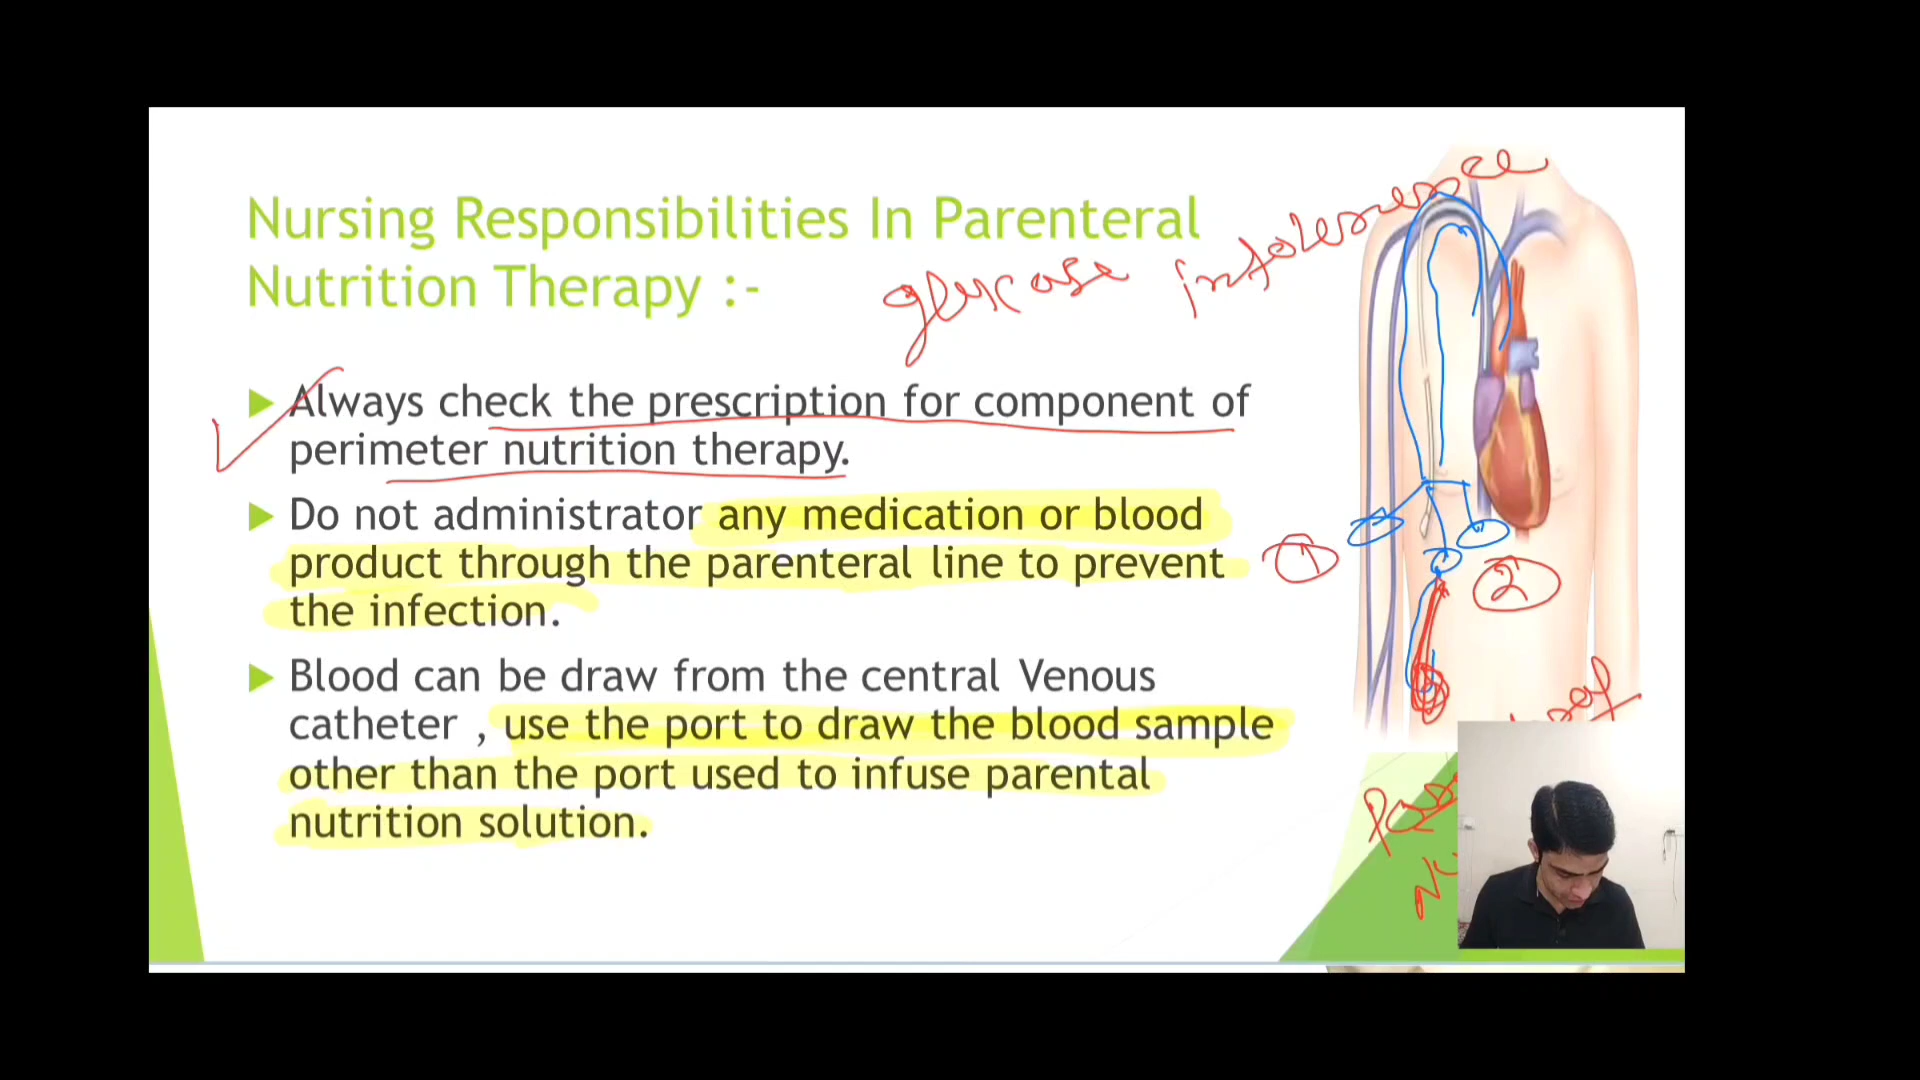 Nursing Responsibilities In Parenteral
Nutrition Therapy :-
glucose intolerence
Always check the prescription for component of
perimeter nutrition therapy.
Do not administrator any medication or blood
product through the parenteral line to prevent
the infection.
1
2
Blood can be draw from the central Venous
catheter , use the port to draw the blood sample
other than the port used to infuse parental
nutrition solution.